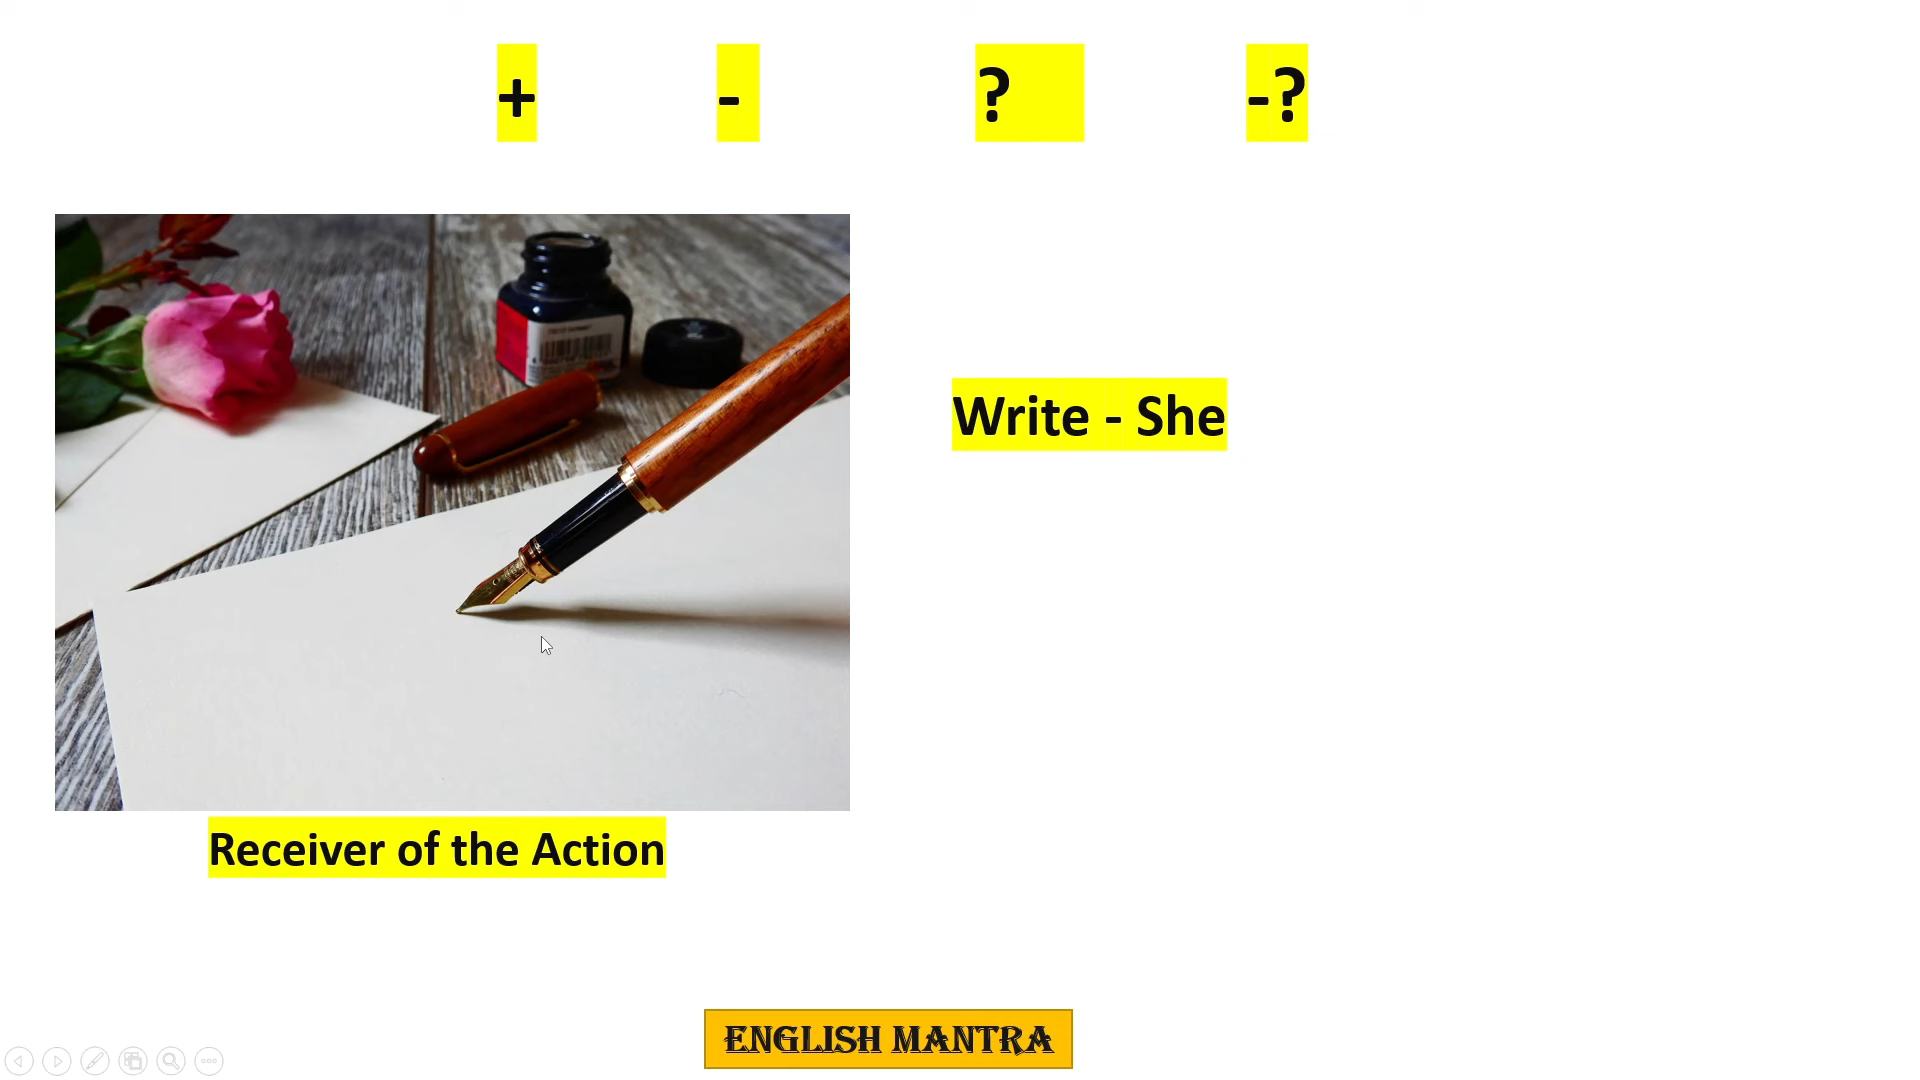 + - ? -?
Write - She
Receiver of the Action
ENGLISH MANTRA